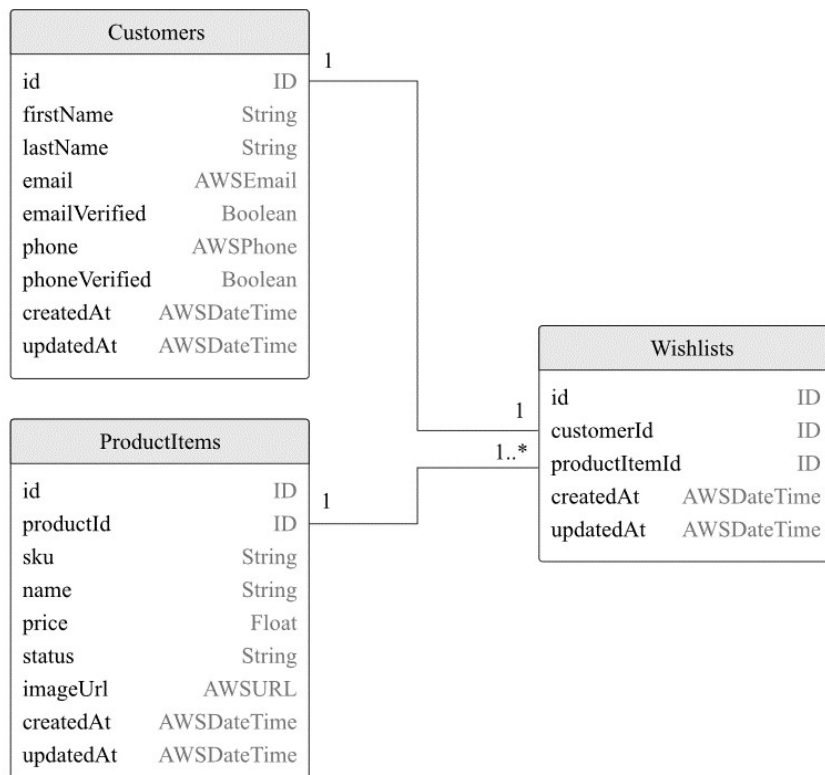 Customers
id ID
firstName String
lastName String
email AWSEmail
emailVerified Boolean
phone AWSPhone
phoneVerified Boolean
createdAt AWSDateTime
updatedAt AWSDateTime
1
1
Wishlists
id ID
customerId ID
productItemId ID
createdAt AWSDateTime
updatedAt AWSDateTime
1..*
1
ProductItems
id ID
productId ID
sku String
name String
price Float
status String
imageUrl AWSURL
createdAt AWSDateTime
updatedAt AWSDateTime